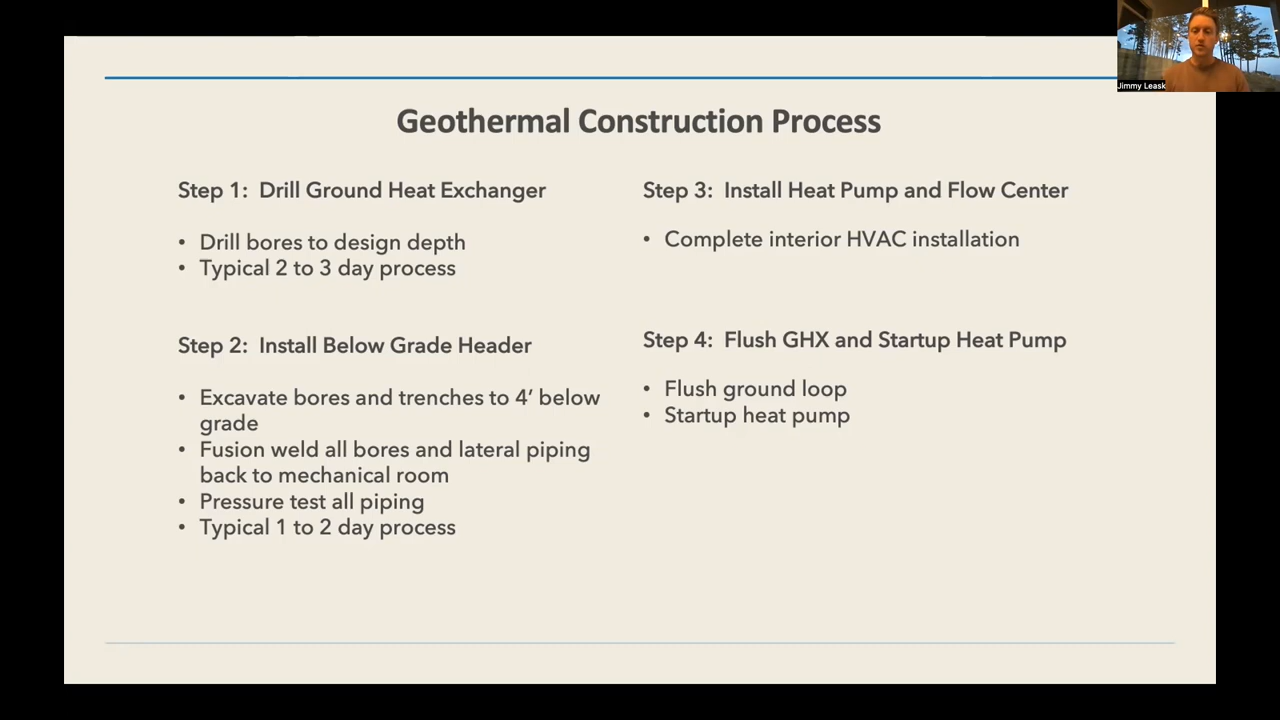 Jimmy Leask
Geothermal Construction Process
Step 1: Drill Ground Heat Exchanger
• Drill bores to design depth
• Typical 2 to 3 day process
Step 2: Install Below Grade Header
• Excavate bores and trenches to 4’ below
grade
• Fusion weld all bores and lateral piping
back to mechanical room
• Pressure test all piping
• Typical 1 to 2 day process
Step 3: Install Heat Pump and Flow Center
• Complete interior HVAC installation
Step 4: Flush GHX and Startup Heat Pump
• Flush ground loop
• Startup heat pump